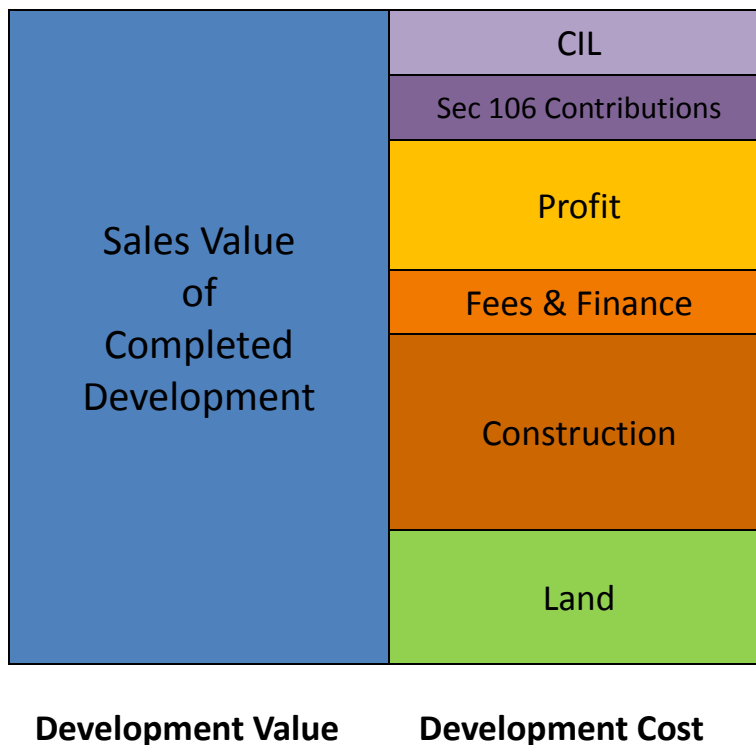 Sales Value
of
Completed
Development
CIL
Sec 106 Contributions
Profit
Fees & Finance
Construction
Land
Development Value
Development Cost